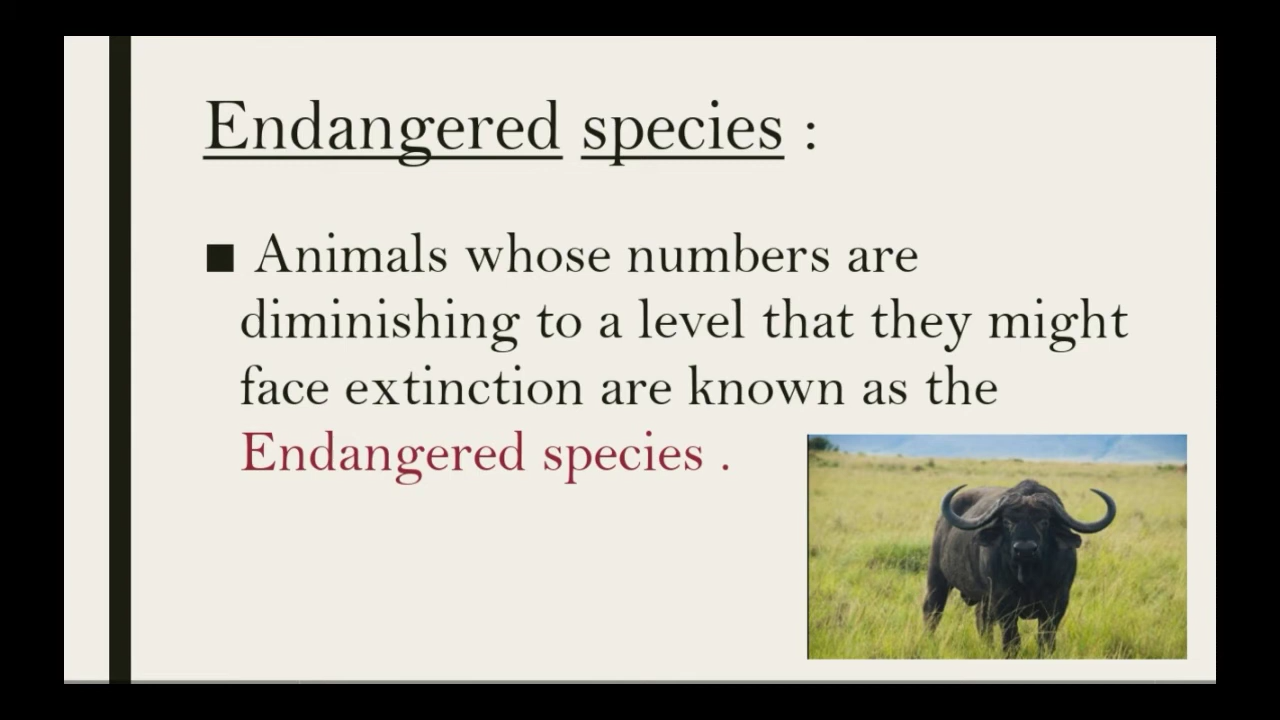 Endangered species :
■ Animals whose numbers are
diminishing to a level that they might
face extinction are known as the
Endangered species .